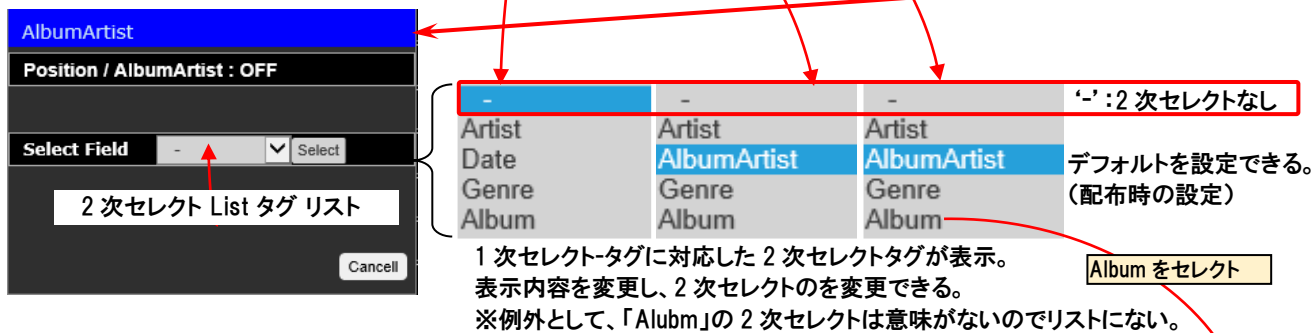 AlbumArtist
Position / AlbumArtist : OFF
Select Field - Select
2 次セレクト List タグ リスト
Cancell
- - - ‘-’:2 次セレクトなし
Artist Artist Artist
Date AlbumArtist AlbumArtist
Genre Genre Genre
Album Album Album
デフォルトを設定できる。
(配布時の設定)
1 次セレクト-タグに対応した 2 次セレクトタグが表示。
表示内容を変更し、2 次セレクトのを変更できる。
※例外として、「Alubm」の 2 次セレクトは意味がないのでリストにない。
Album をセレクト